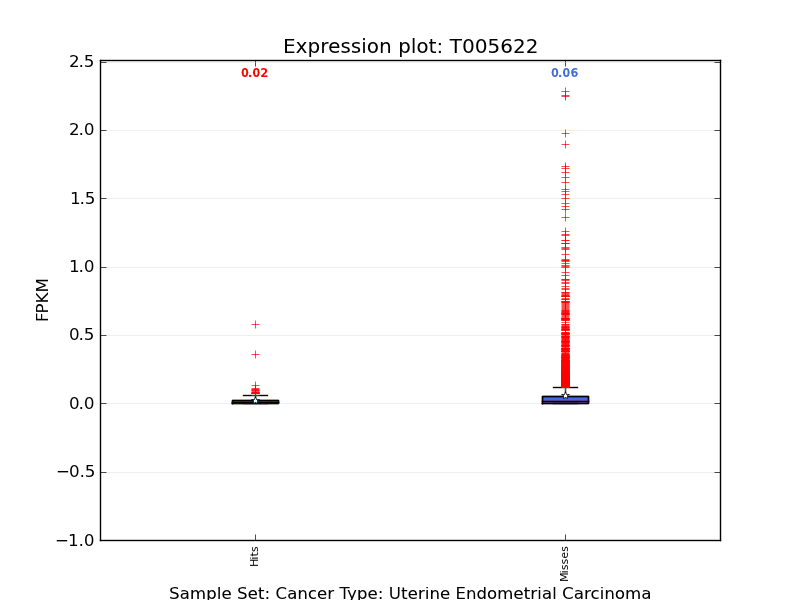 Expression plot: T005622
0.02
0.06
2.5
2.0
1.5
1.0
0.5
0.0
−0.5
−1.0
FPKM
Hits
Misses
Sample Set: Cancer Type: Uterine Endometrial Carcinoma